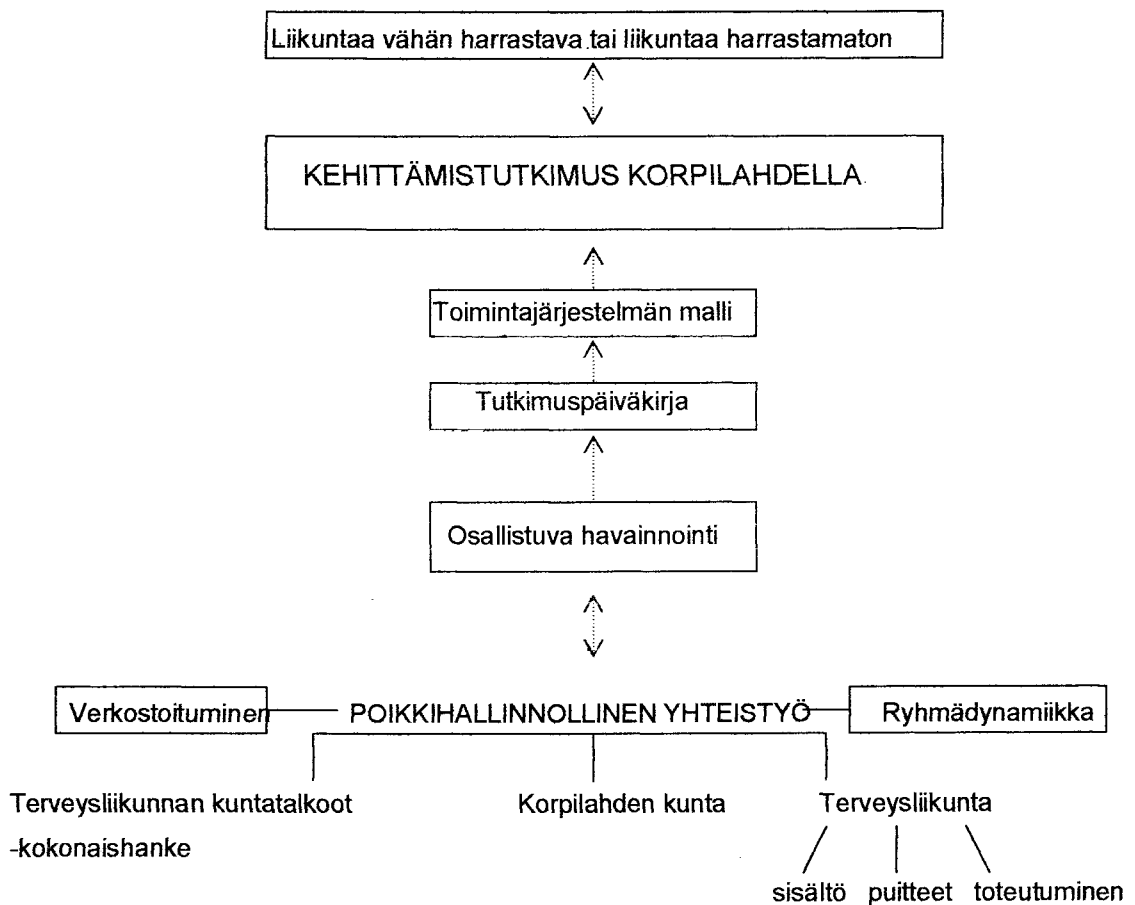 Liikuntaa vähän harrastava tai liikuntaa harrastamaton
KEHITTÄMISTUTKIMUS KORPILAHDELLA
Toimintajärjestelmän malli
Tutkimuspäiväkirja
Osallistuva havainnointi
Verkostoituminen
POIKKIHALLINNOLLINEN YHTEISTYÖ
Ryhmädynamiikka
Terveysliikunnan kuntatalkoot
-kokonaishanke
Korpilahden kunta
Terveysliikunta
sisältö puitteet toteutuminen